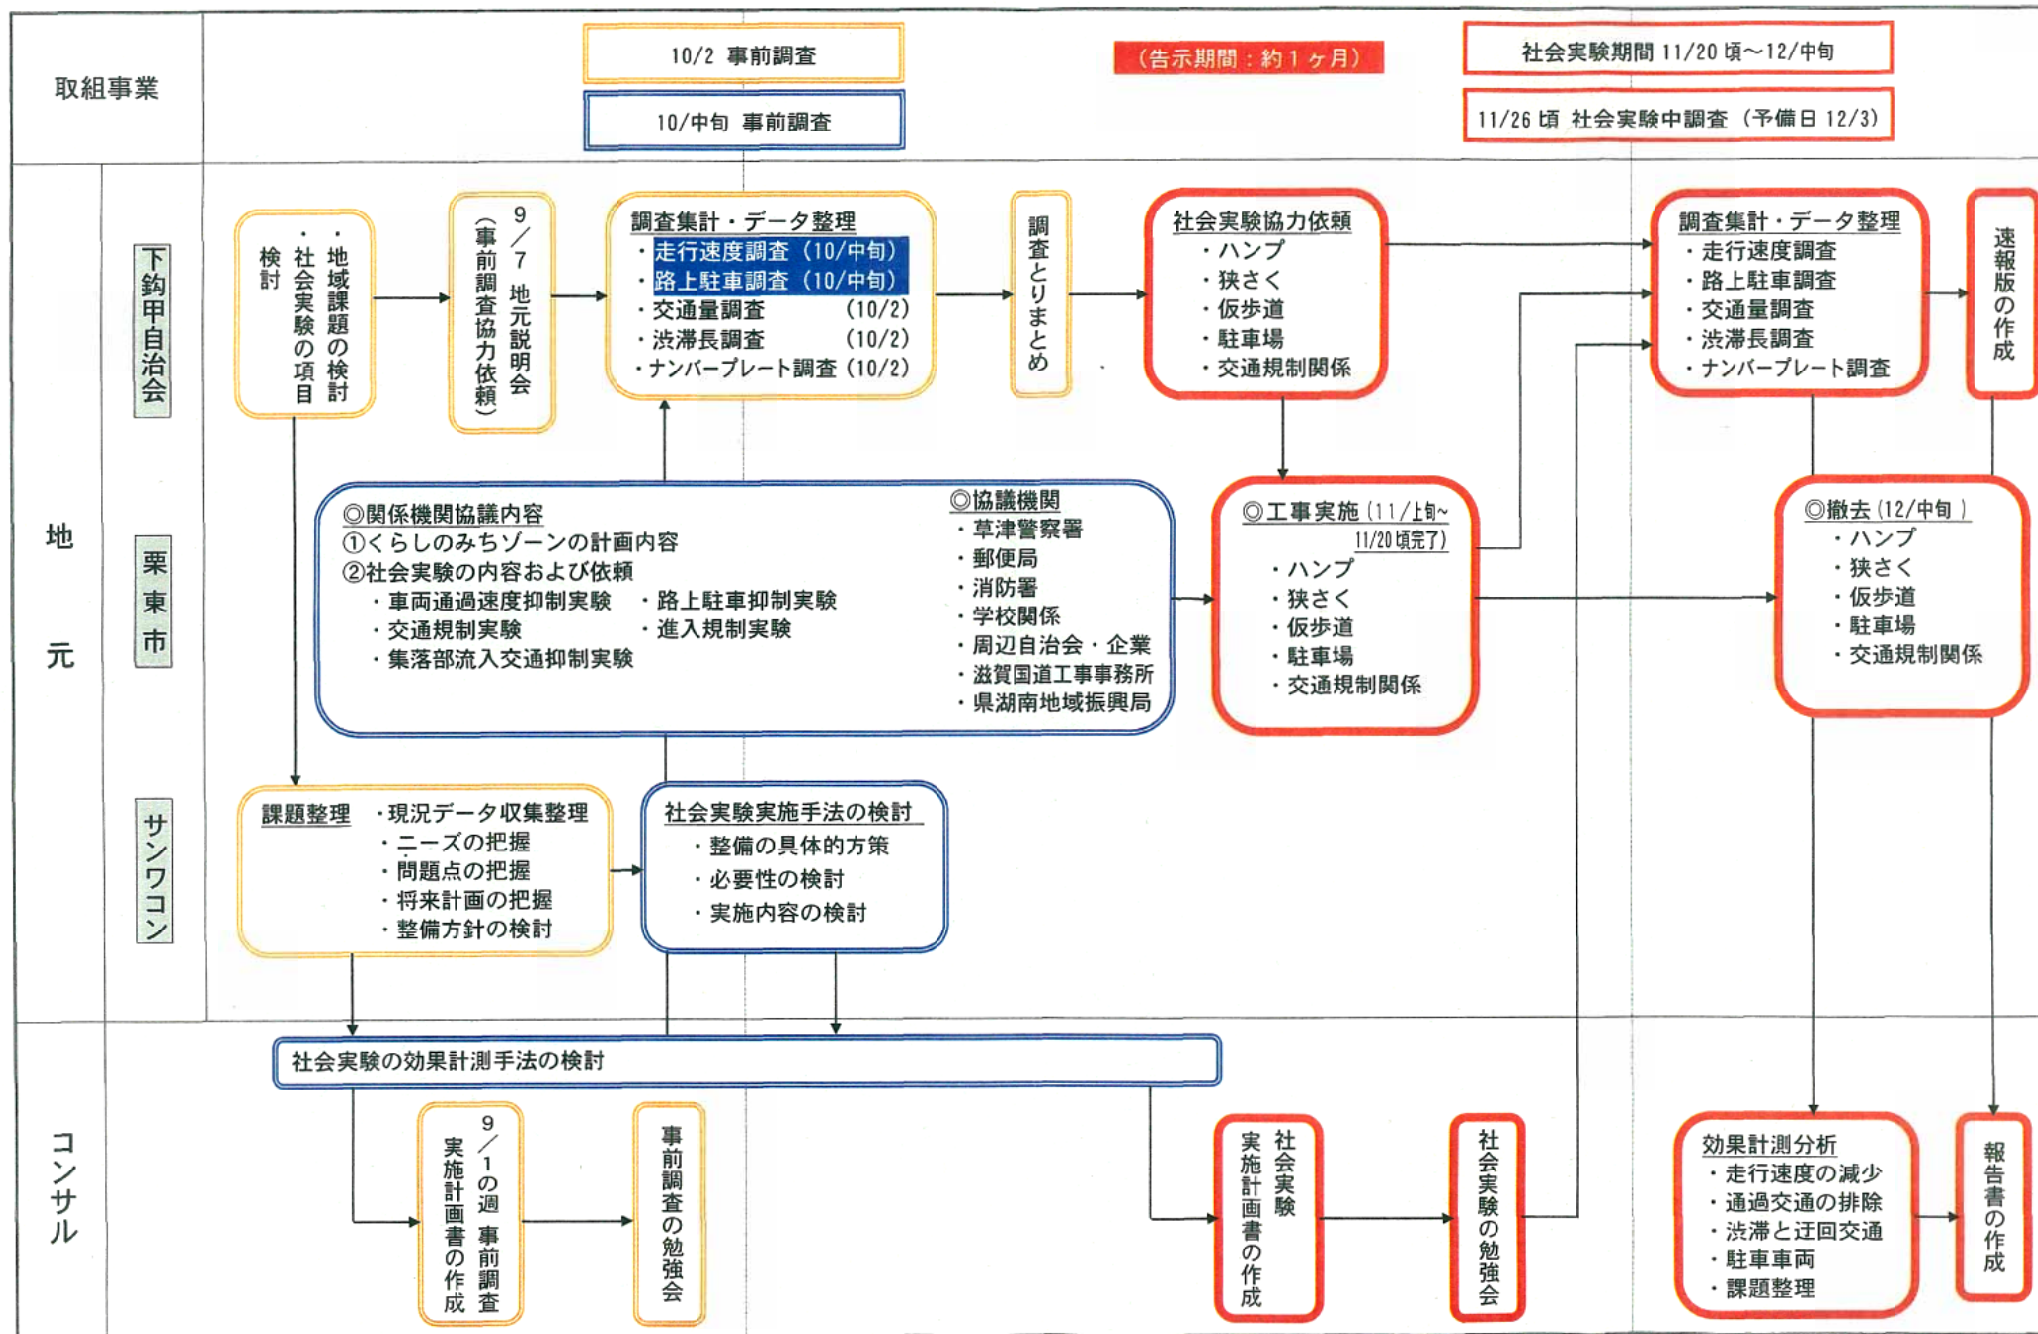 取組事業
10/2 事前調査
10/中旬 事前調査
(告示期間：約1ヶ月)
社会実験期間 11/20 頃～12/中旬
11/26 頃 社会実験中調査 (予備日 12/3)
地元
下鈎甲自治会
栗東市
サンワコン
コンサル
・地域課題の検討
・社会実験の項目
検討
9/7 地元説明会
(事前調査協力依頼)
調査集計・データ整理
・走行速度調査 (10/中旬)
・路上駐車調査 (10/中旬)
・交通量調査 (10/2)
・渋滞長調査 (10/2)
・ナンバープレート調査 (10/2)
調査とりまとめ
社会実験協力依頼
・ハンプ
・狭さく
・仮歩道
・駐車場
・交通規制関係
調査集計・データ整理
・走行速度調査
・路上駐車調査
・交通量調査
・渋滞長調査
・ナンバープレート調査
速報版の作成
◎関係機関協議内容
①くらしのみちゾーンの計画内容
②社会実験の内容および依頼
・車両通過速度抑制実験 ・路上駐車抑制実験
・交通規制実験 ・進入規制実験
・集落部流入交通抑制実験
◎協議機関
・草津警察署
・郵便局
・消防署
・学校関係
・周辺自治会・企業
・滋賀国道工事事務所
・県湖南地域振興局
◎工事実施 (11/上旬～
11/20 頃完了)
・ハンプ
・狭さく
・仮歩道
・駐車場
・交通規制関係
◎撤去 (12/中旬 )
・ハンプ
・狭さく
・仮歩道
・駐車場
・交通規制関係
課題整理 ・現況データ収集整理
・ニーズの把握
・問題点の把握
・将来計画の把握
・整備方針の検討
社会実験実施手法の検討
・整備の具体的方策
・必要性の検討
・実施内容の検討
社会実験の効果計測手法の検討
9/1の週 事前調査
実施計画書の作成
事前調査の勉強会
社会実験
実施計画書の作成
社会実験の勉強会
効果計測分析
・走行速度の減少
・通過交通の排除
・渋滞と迂回交通
・駐車車両
・課題整理
報告書の作成